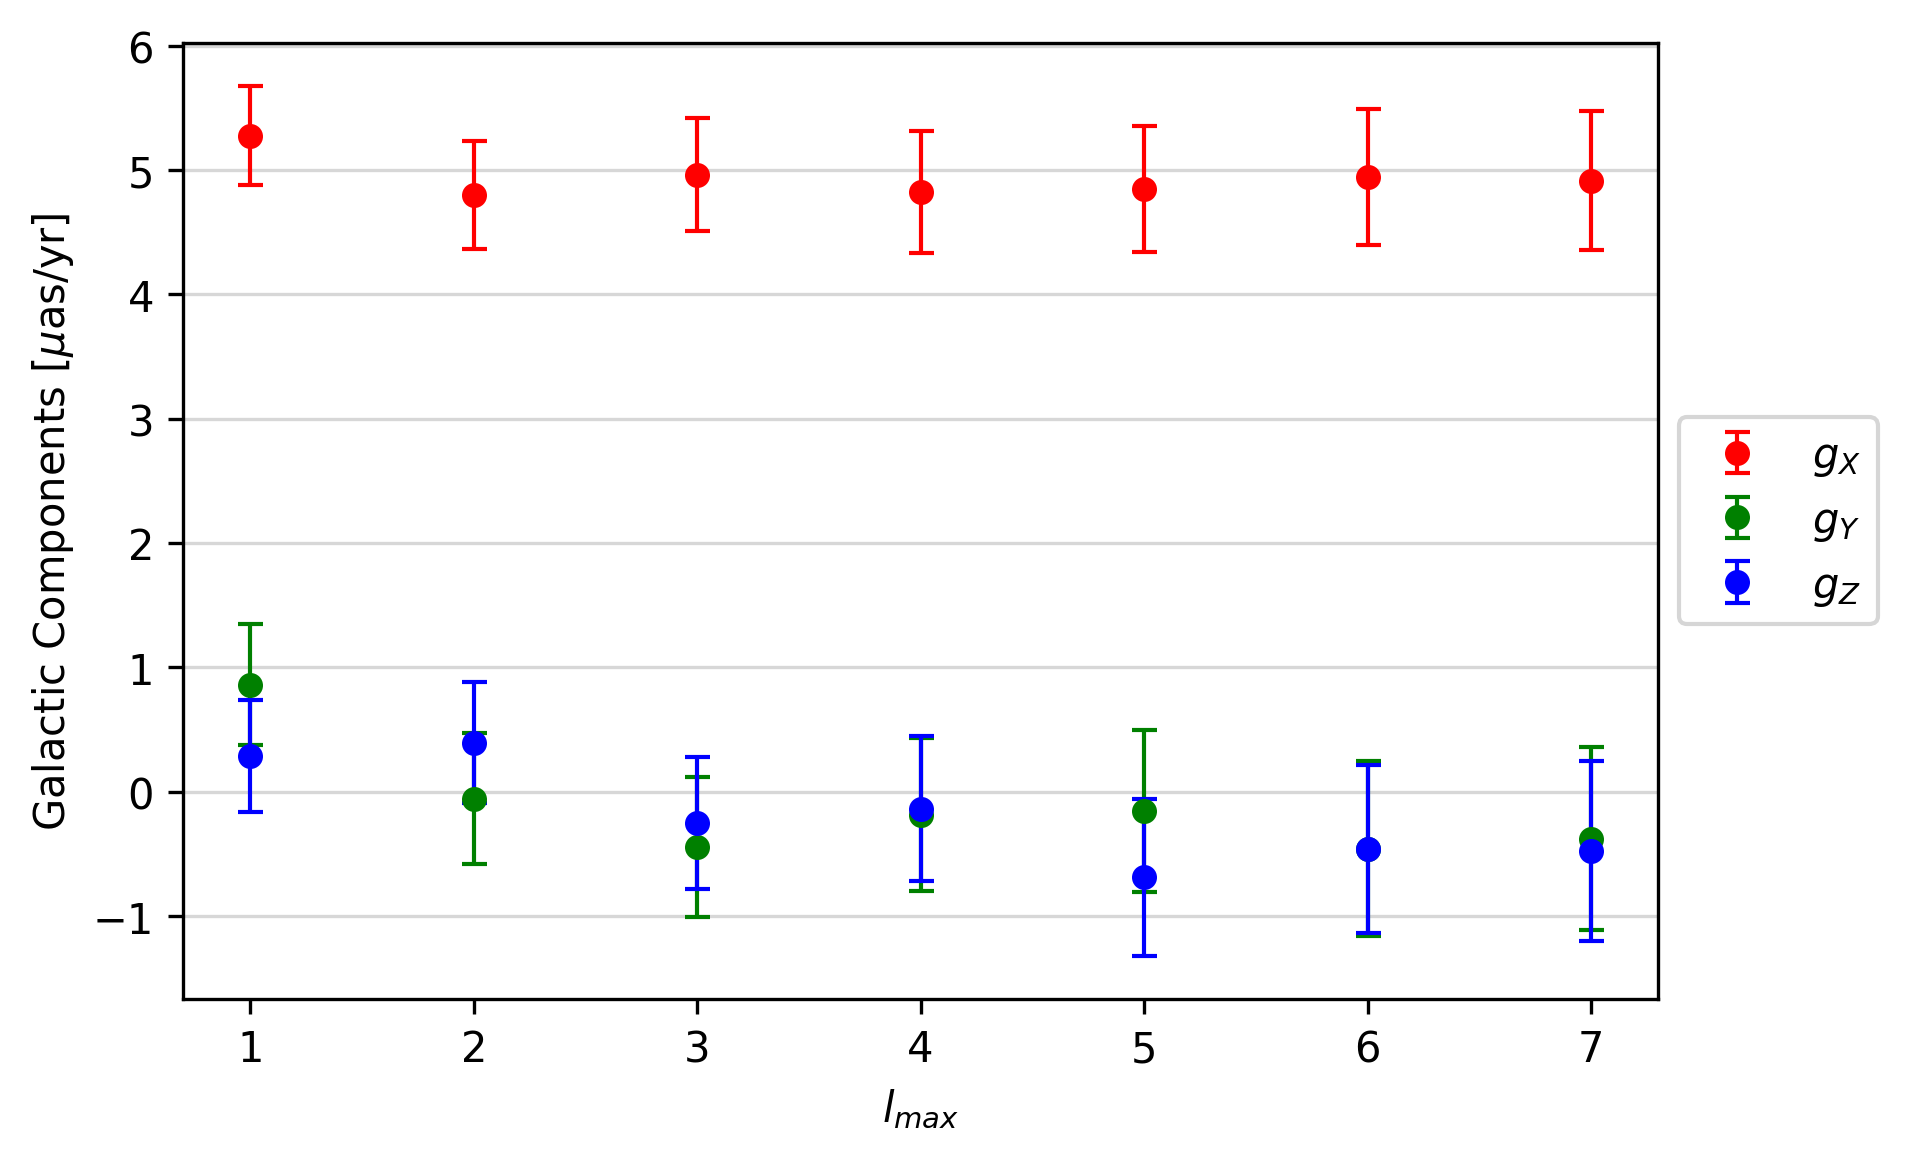 Galactic Components [μas/yr]
6
5
4
3
2
1
0
−1
1 2 3 4 5 6 7
l_max
g_X
g_Y
g_Z